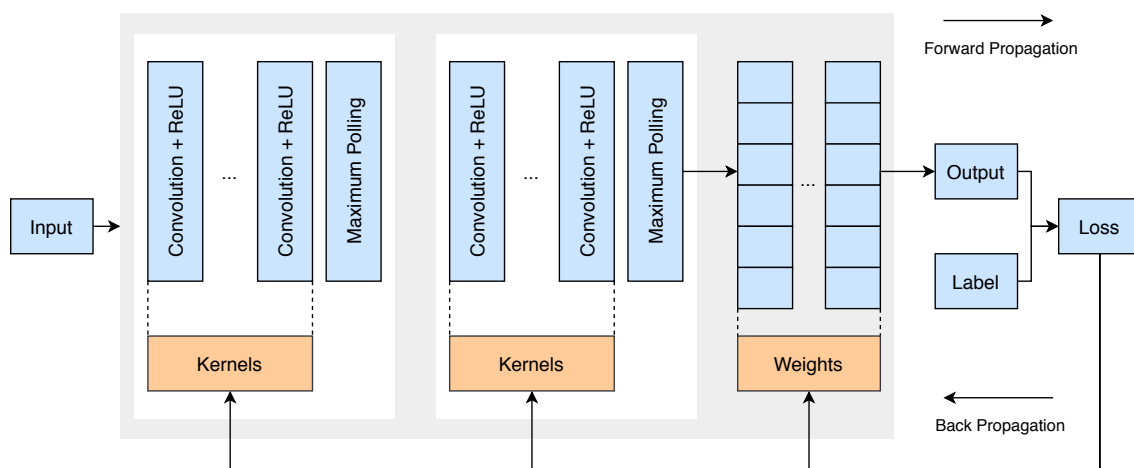 Forward Propagation
Convolution + ReLU
...
Convolution + ReLU
Maximum Polling
Convolution + ReLU
...
Convolution + ReLU
Maximum Polling
...
Input
Output
Label
Loss
Kernels
Kernels
Weights
Back Propagation